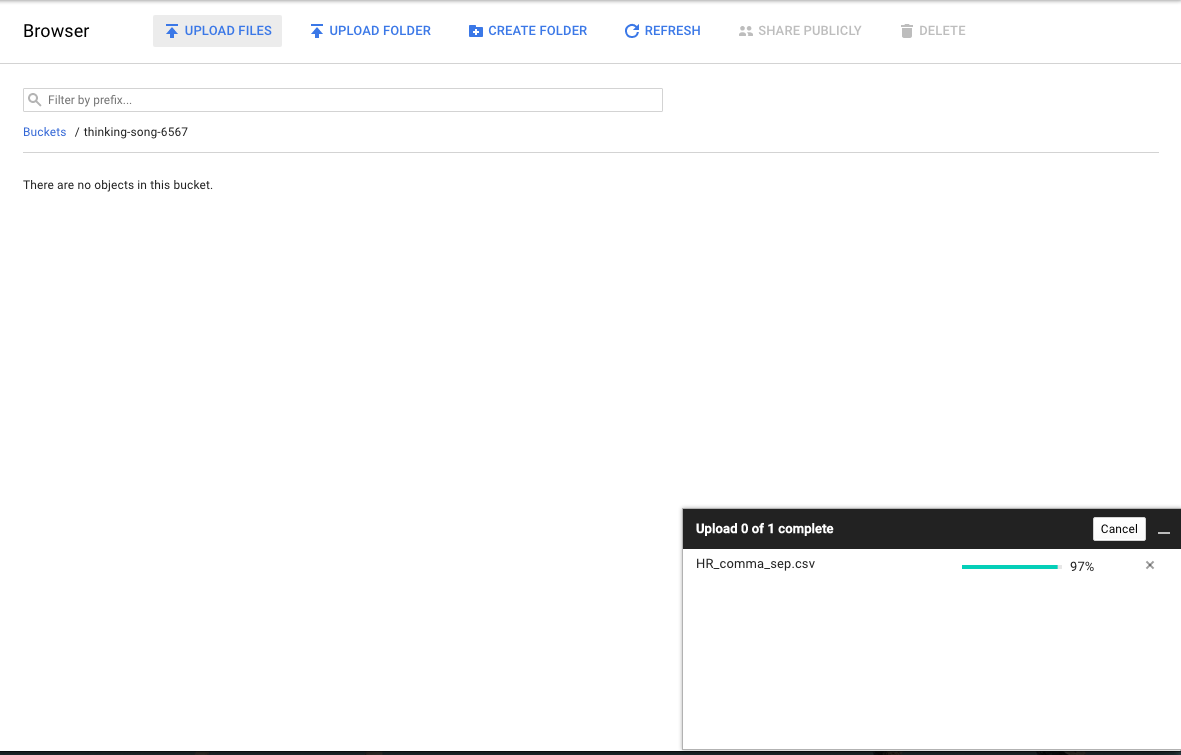 Browser UPLOAD FILES UPLOAD FOLDER CREATE FOLDER REFRESH SHARE PUBLICLY DELETE
Filter by prefix...
Buckets / thinking-song-6567
There are no objects in this bucket.
Upload 0 of 1 complete Cancel
HR_comma_sep.csv 97%